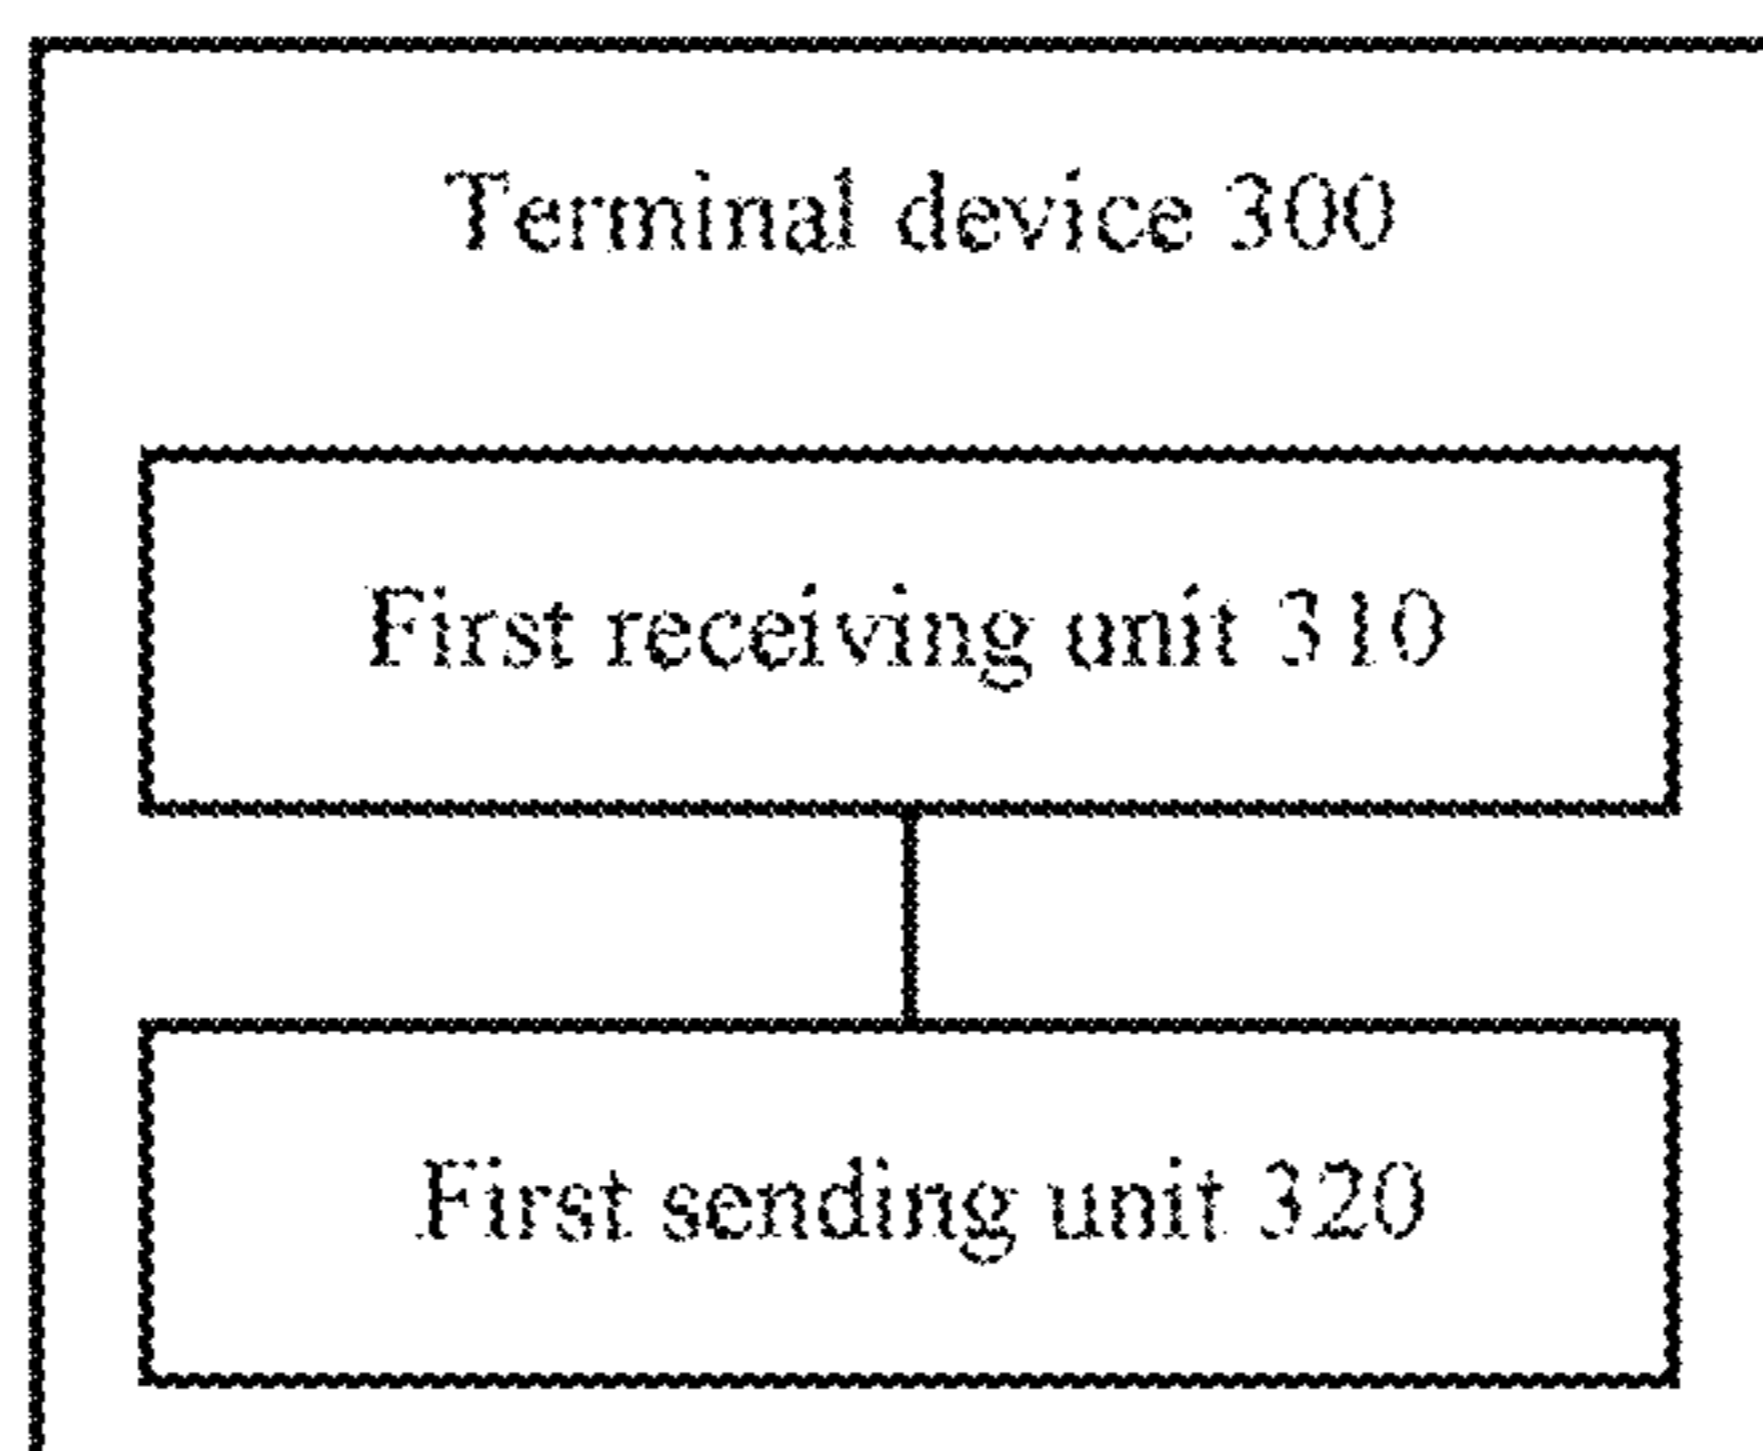 Terminal device 300
First receiving unit 310
First sending unit 320